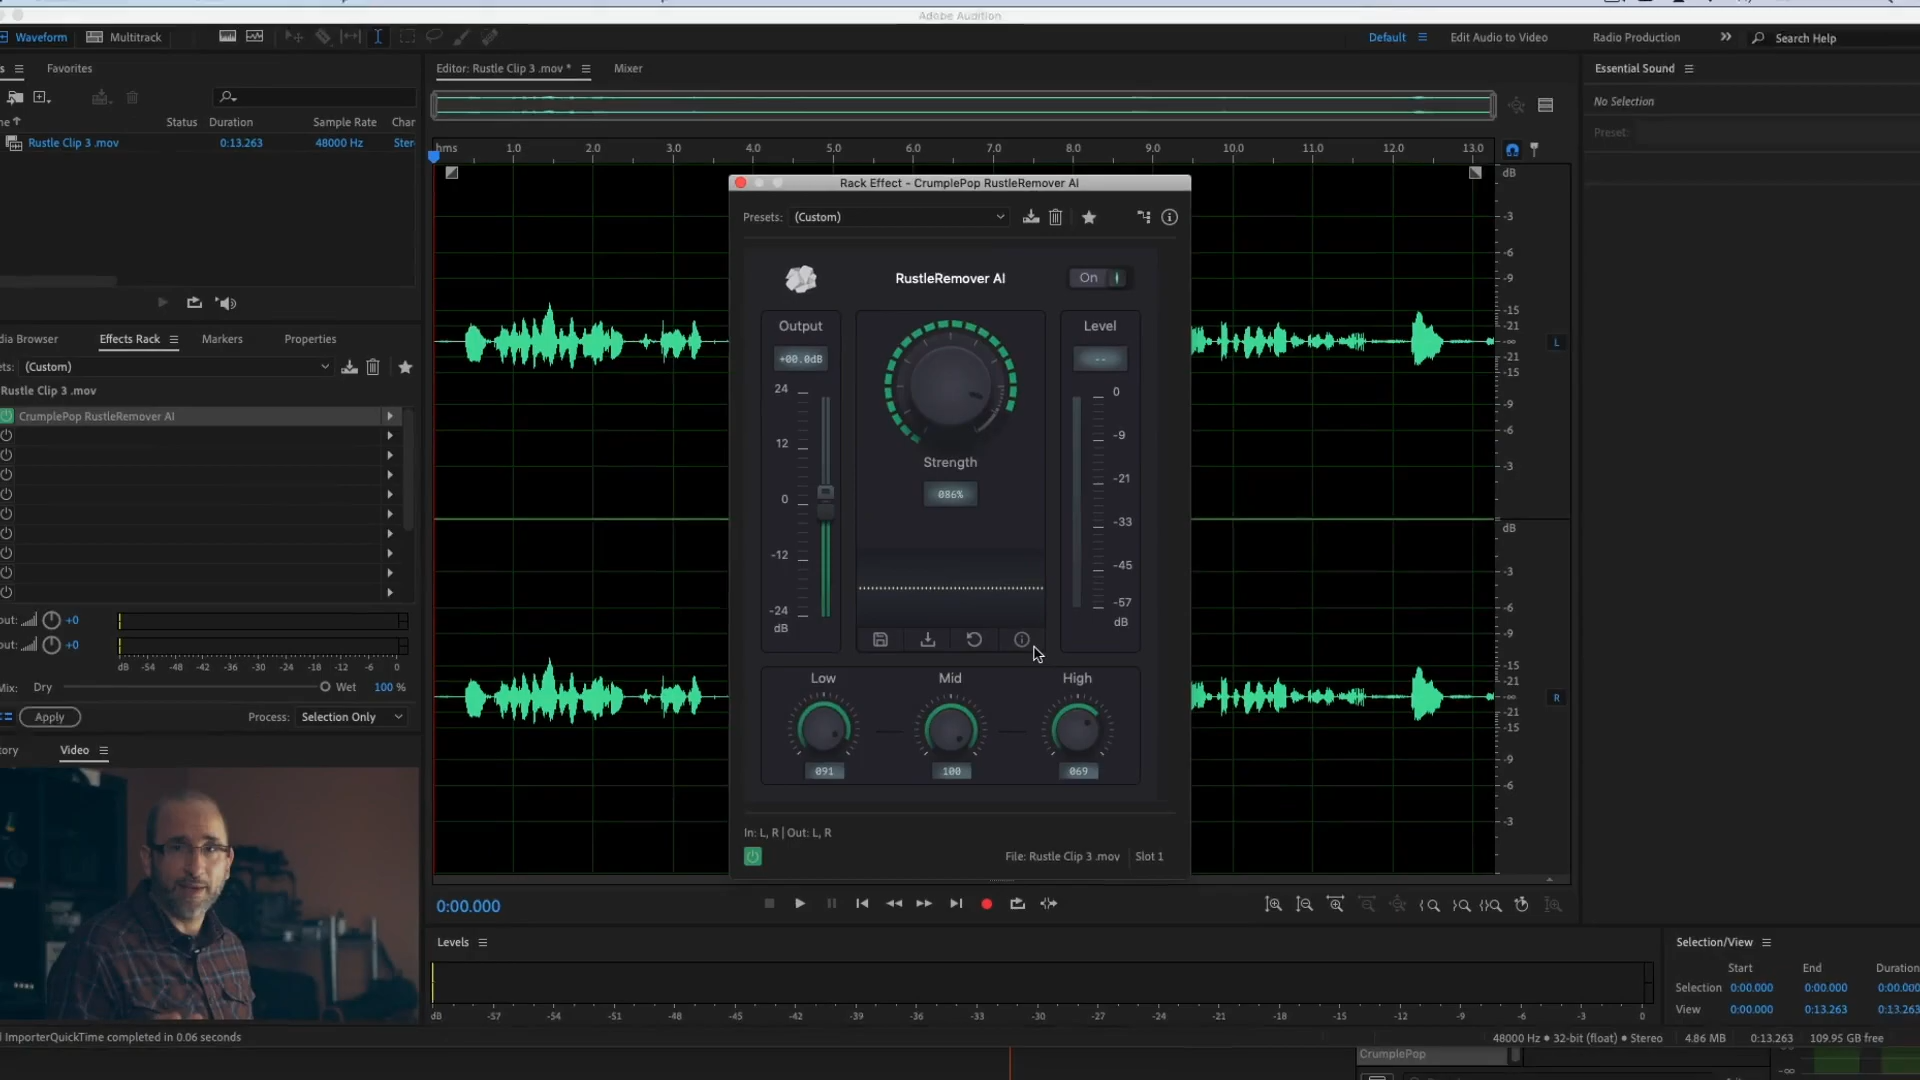 Adobe Audition
Waveform
Multitrack
Default
Edit Audio to Video
Radio Production
Search Help
s
Favorites
me
Status
Duration
Sample Rate
Char
Rustle Clip 3 .mov
0:13.263
48000 Hz
Ster
dia Browser
Effects Rack
Markers
Properties
ets:
(Custom)
Rustle Clip 3 .mov
CrumplePop RustleRemover AI
out:
+0
out:
+0
dB -54 -48 -42 -36 -30 -24 -18 -12 -6 0
Mix:
Dry
Wet
100 %
Apply
Process:
Selection Only
tory
Video
Editor: Rustle Clip 3 .mov *
Mixer
hms 1.0 2.0 3.0 4.0 5.0 6.0 7.0 8.0 9.0 10.0 11.0 12.0 13.0
dB
-3
-6
-9
-15
-21
-∞
-21
-15
-9
-6
-3
L
dB
-3
-6
-9
-15
-21
-∞
-21
-15
-9
-6
-3
R
Rack Effect - CrumplePop RustleRemover AI
Presets:
(Custom)
RustleRemover AI
On
Output
+00.0dB
24
12
0
-12
-24
dB
Strength
086%
Level
--
0
-9
-21
-33
-45
-57
dB
Low
Mid
High
091
100
069
In: L, R | Out: L, R
File: Rustle Clip 3 .mov
Slot 1
0:00.000
Levels
dB -57 -54 -51 -48 -45 -42 -39 -36 -33 -30 -27 -24 -21 -18 -15 -12 -9 -6 -3 0
Essential Sound
No Selection
Preset:
Selection/View
Start
End
Duration
Selection
0:00.000
0:00.000
0:00.000
View
0:00.000
0:13.263
0:13.263
ImporterQuickTime completed in 0.06 seconds
48000 Hz ● 32-bit (float) ● Stereo
4.86 MB
0:13.263
109.95 GB free
CrumplePop
-∞